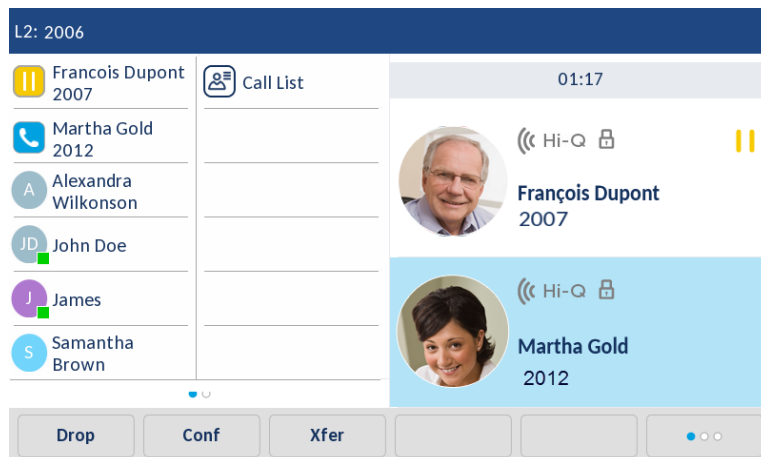 L2: 2006
Francois Dupont
2007
Martha Gold
2012
A
Alexandra
Wilkonson
JD
John Doe
J
James
S
Samantha
Brown
Call List
01:17
Hi-Q
François Dupont
2007
Hi-Q
Martha Gold
2012
Drop
Conf
Xfer